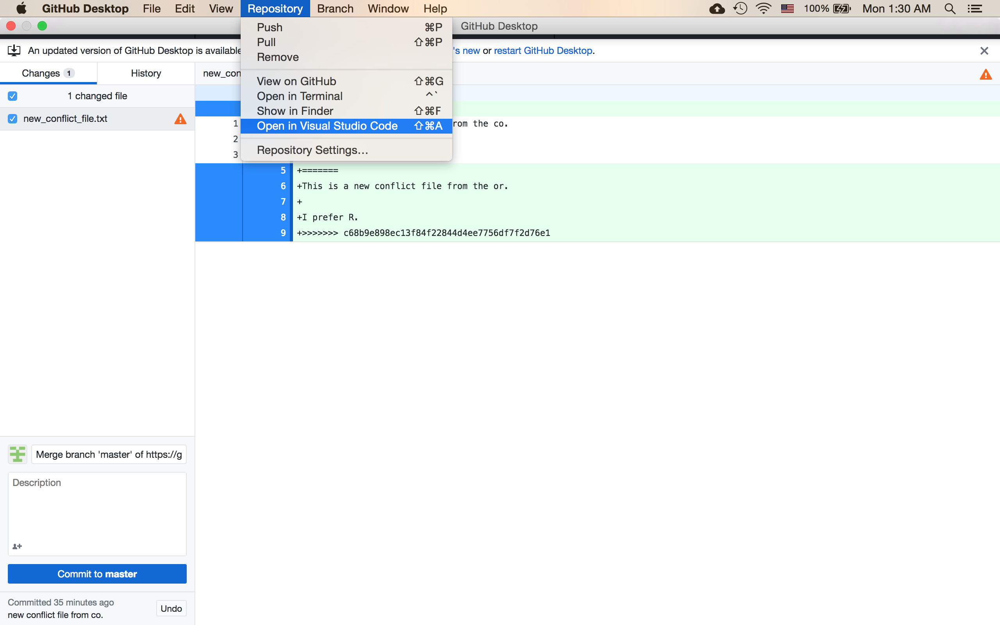 GitHub Desktop File Edit View Repository Branch Window Help 100% Mon 1:30 AM
GitHub Desktop
An updated version of GitHub Desktop is available 's new or restart GitHub Desktop.
Changes 1 History new_con
Push ⌘P
Pull ⇧⌘P
Remove
View on GitHub ⇧⌘G
Open in Terminal ^`
Show in Finder ⇧⌘F
Open in Visual Studio Code ⇧⌘A
Repository Settings…
1 changed file
new_conflict_file.txt
1 rom the co.
2
3
5 +=======
6 +This is a new conflict file from the or.
7 +
8 +I prefer R.
9 +>>>>>>> c68b9e898ec13f84f22844d4ee7756df7f2d76e1
Merge branch 'master' of https://g
Description
Commit to master
Committed 35 minutes ago
new conflict file from co.
Undo